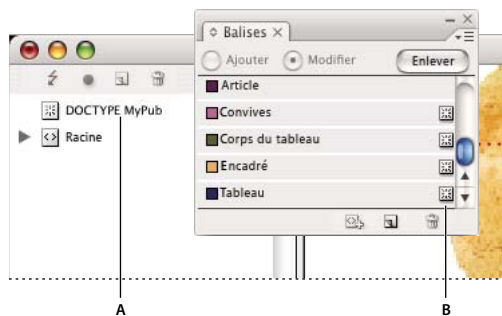 Balises
Ajouter Modifier Enlever
Article
DOCTYPE MyPub
Convives
Racine
Corps du tableau
Encadré
Tableau
A B